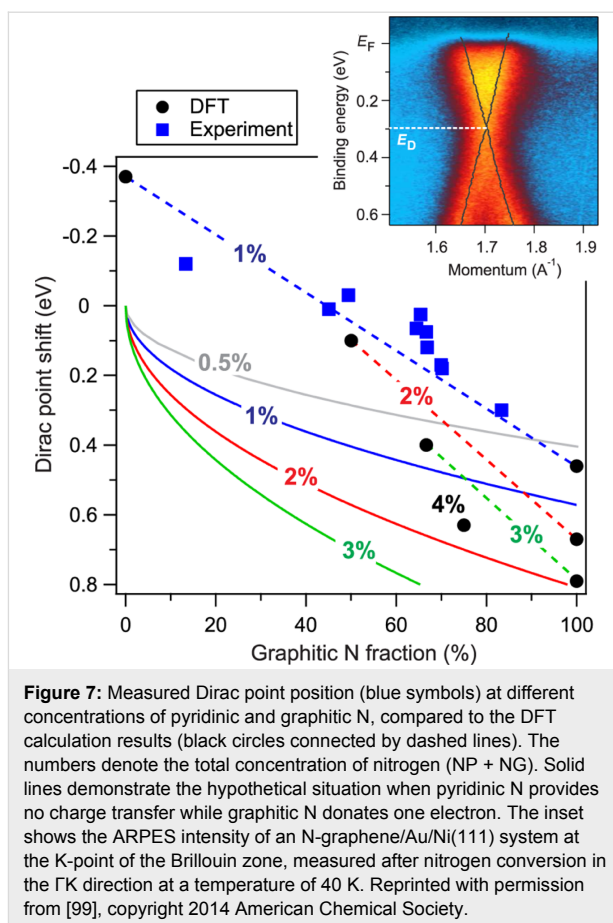 E_F
0
0.2
0.4
0.6
Binding energy (eV)
E_D
1.6 1.7 1.8 1.9
Momentum (A⁻¹)
DFT
Experiment
-0.4
-0.2
0
0.2
0.4
0.6
0.8
Dirac point shift (eV)
1%
0.5%
1%
2%
2%
3%
4%
3%
0 20 40 60 80 100
Graphitic N fraction (%)
Figure 7: Measured Dirac point position (blue symbols) at different
concentrations of pyridinic and graphitic N, compared to the DFT
calculation results (black circles connected by dashed lines). The
numbers denote the total concentration of nitrogen (NP + NG). Solid
lines demonstrate the hypothetical situation when pyridinic N provides
no charge transfer while graphitic N donates one electron. The inset
shows the ARPES intensity of an N-graphene/Au/Ni(111) system at
the K-point of the Brillouin zone, measured after nitrogen conversion in
the ΓK direction at a temperature of 40 K. Reprinted with permission
from [99], copyright 2014 American Chemical Society.